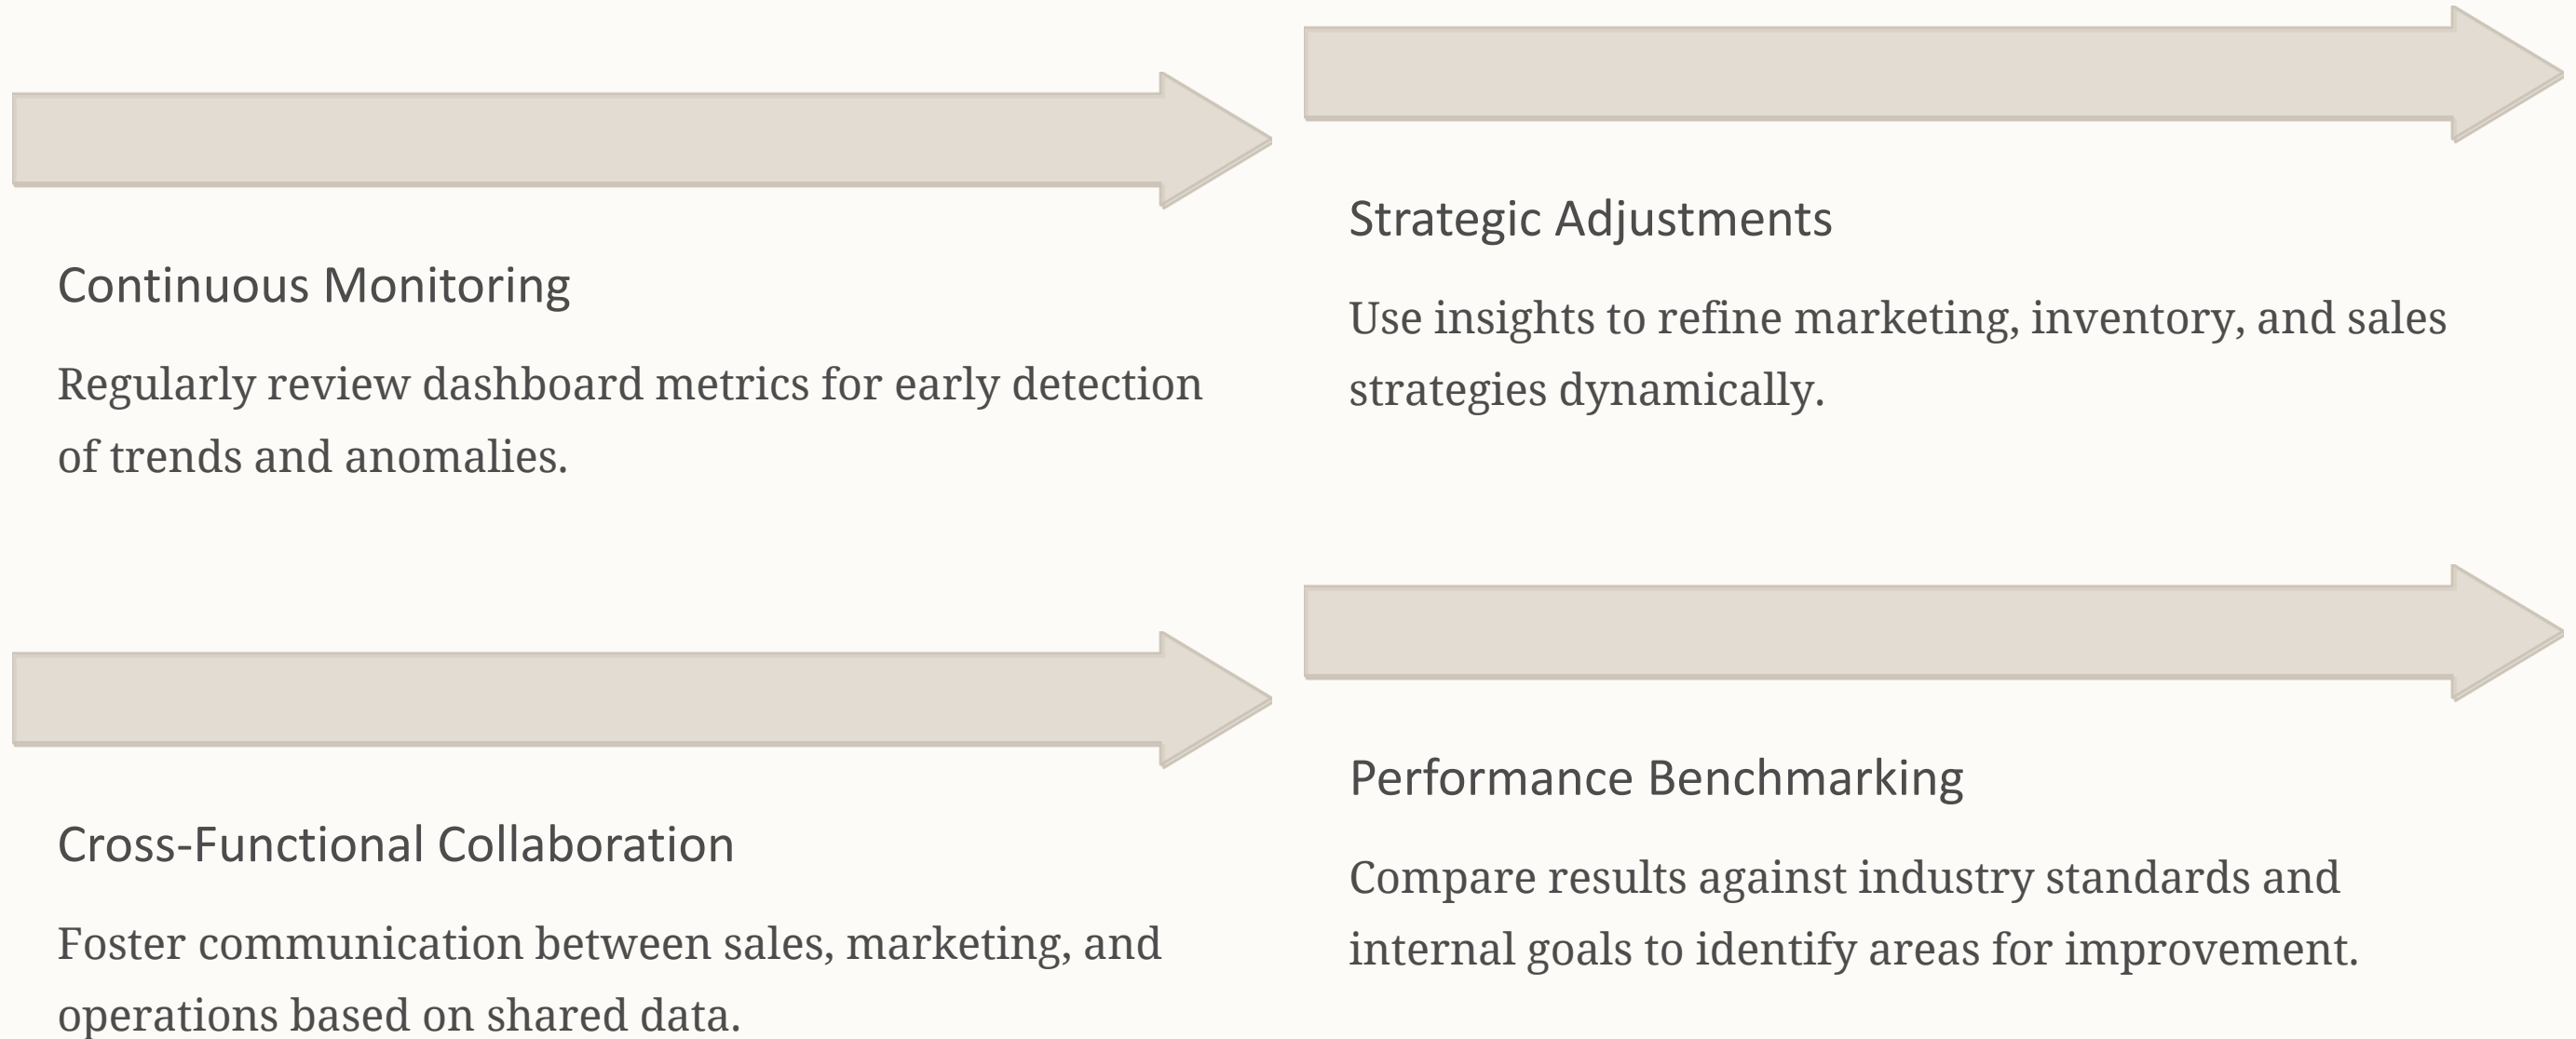 Continuous Monitoring
Regularly review dashboard metrics for early detection
of trends and anomalies.
Strategic Adjustments
Use insights to refine marketing, inventory, and sales
strategies dynamically.
Cross-Functional Collaboration
Foster communication between sales, marketing, and
operations based on shared data.
Performance Benchmarking
Compare results against industry standards and
internal goals to identify areas for improvement.